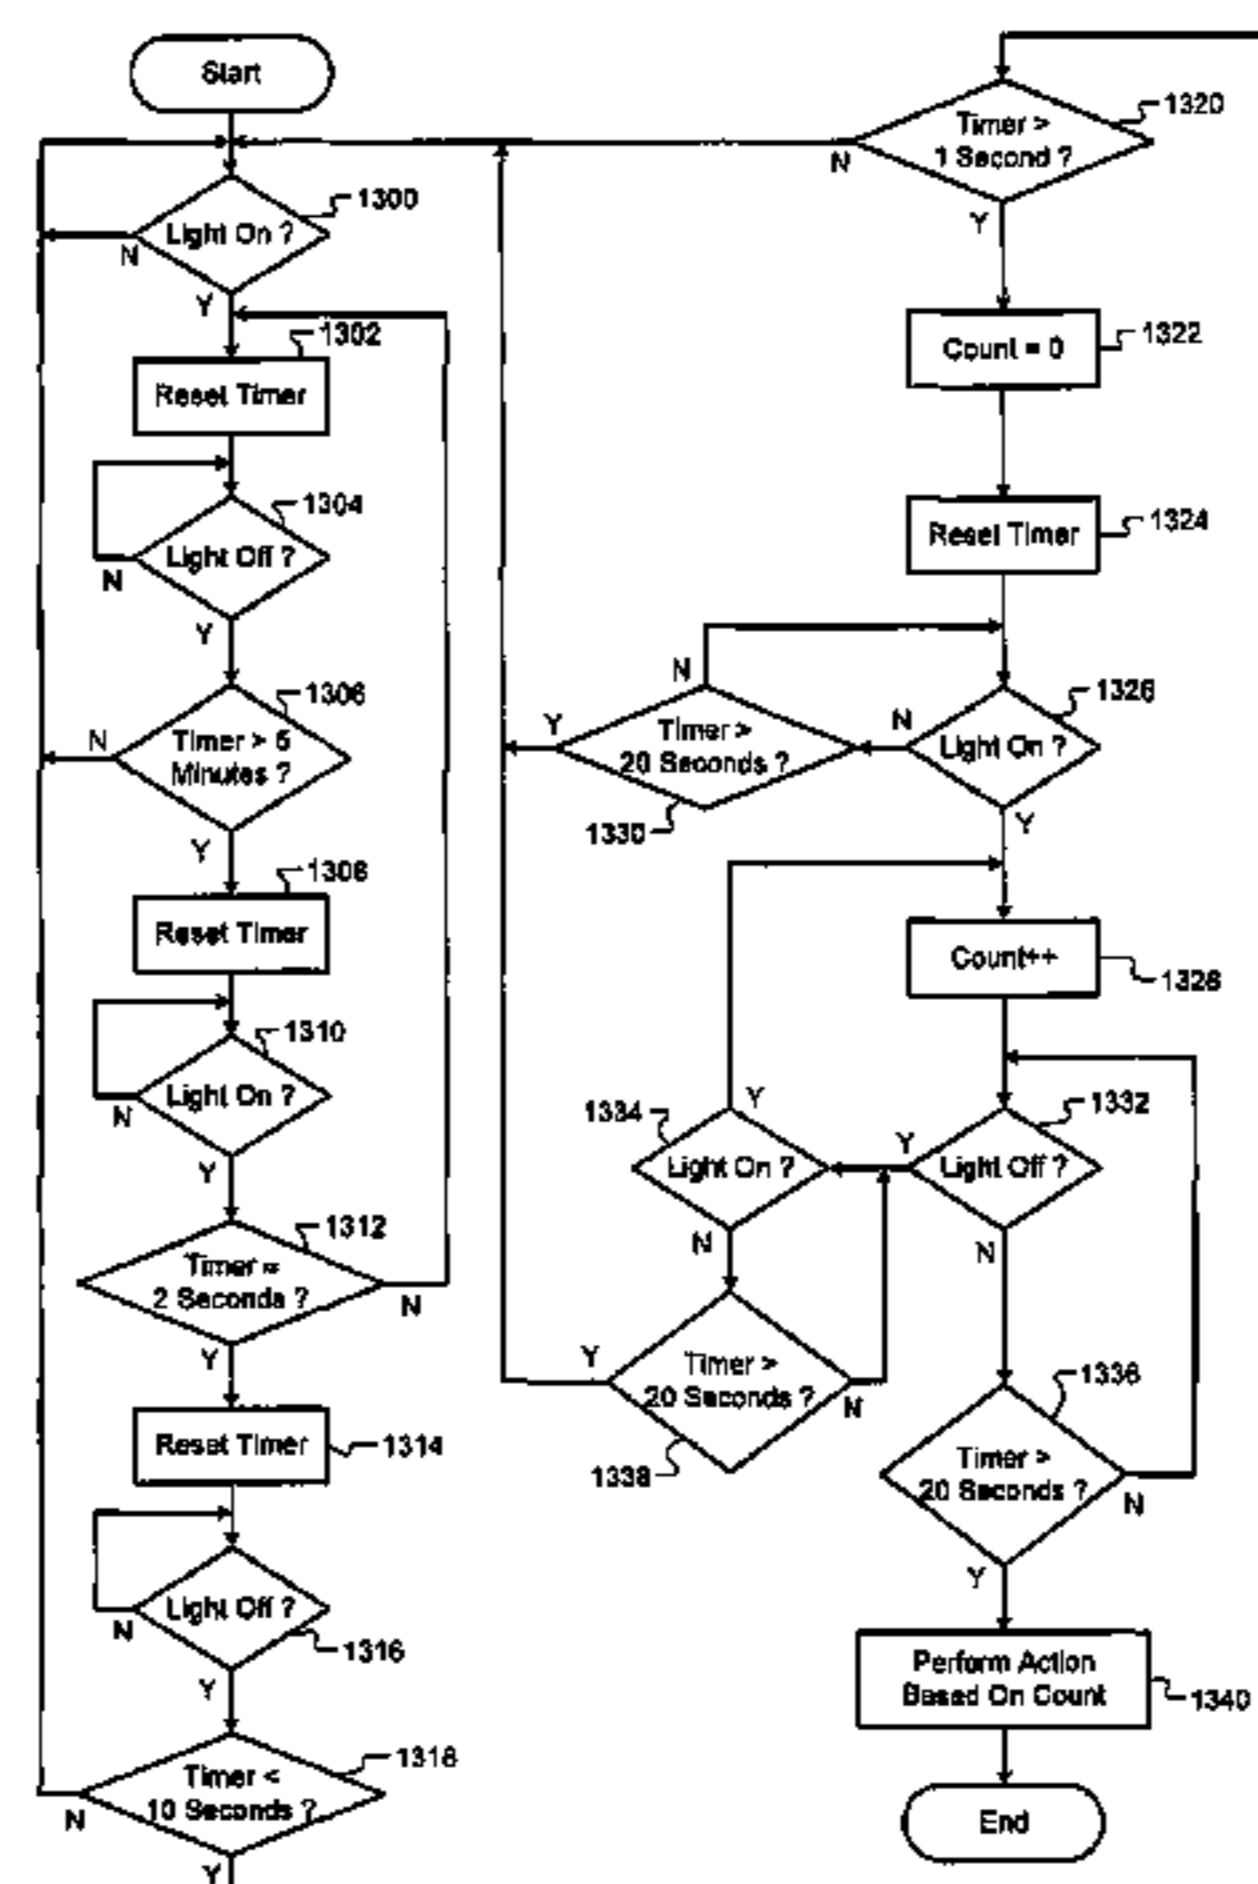 Start
1300
Light On ?
N
Y
1302
Reset Timer
1304
Light Off ?
N
Y
1306
Timer > 5
Minutes ?
N
Y
1308
Reset Timer
1310
Light On ?
N
Y
1312
Timer =
2 Seconds ?
N
Y
Reset Timer
1314
Light Off ?
N
1316
Y
1318
Timer <
10 Seconds ?
N
Y
1320
Timer >
1 Second ?
N
Y
Count = 0
1322
Reset Timer
1324
1326
Light On ?
N
Y
Timer >
20 Seconds ?
N
Y
1330
Count++
1328
1332
Light Off ?
Y
N
1334
Light On ?
Y
N
Timer >
20 Seconds ?
Y
N
1338
1336
Timer >
20 Seconds ?
N
Y
Perform Action
Based On Count
1340
End